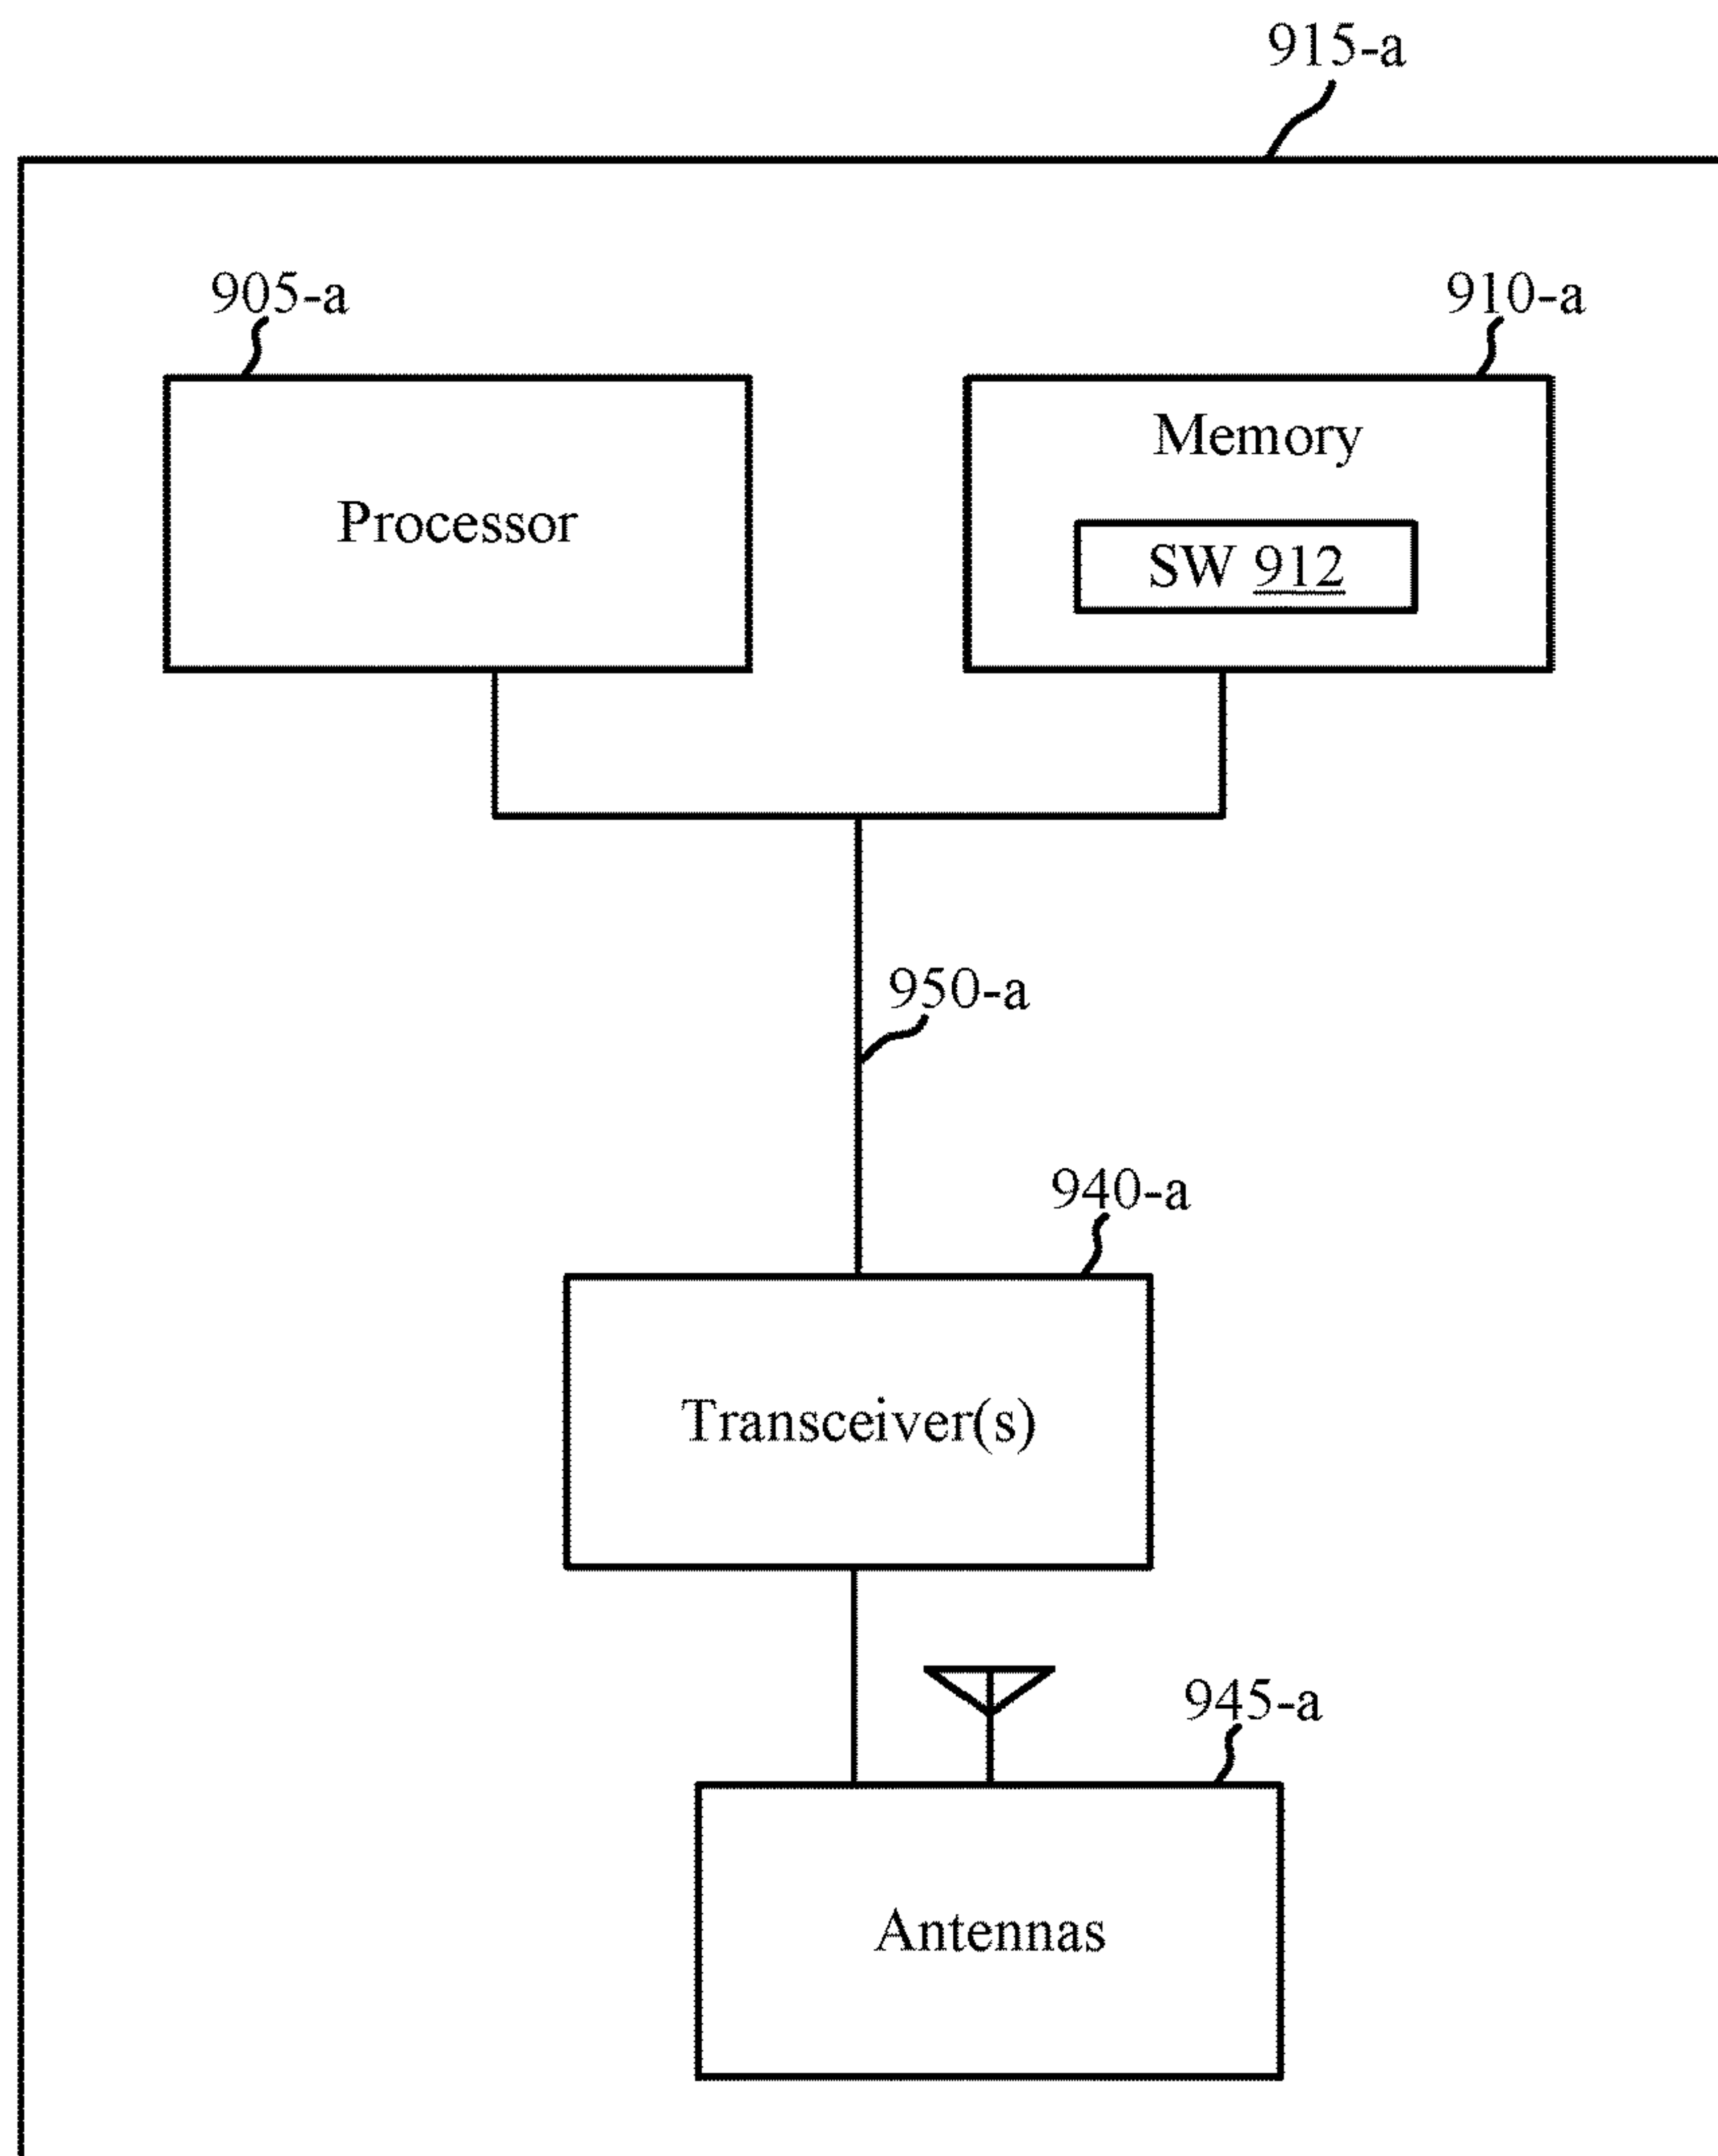 915-a
905-a
910-a
Memory
Processor
SW 912
950-a
940-a
Transceiver(s)
945-a
Antennas